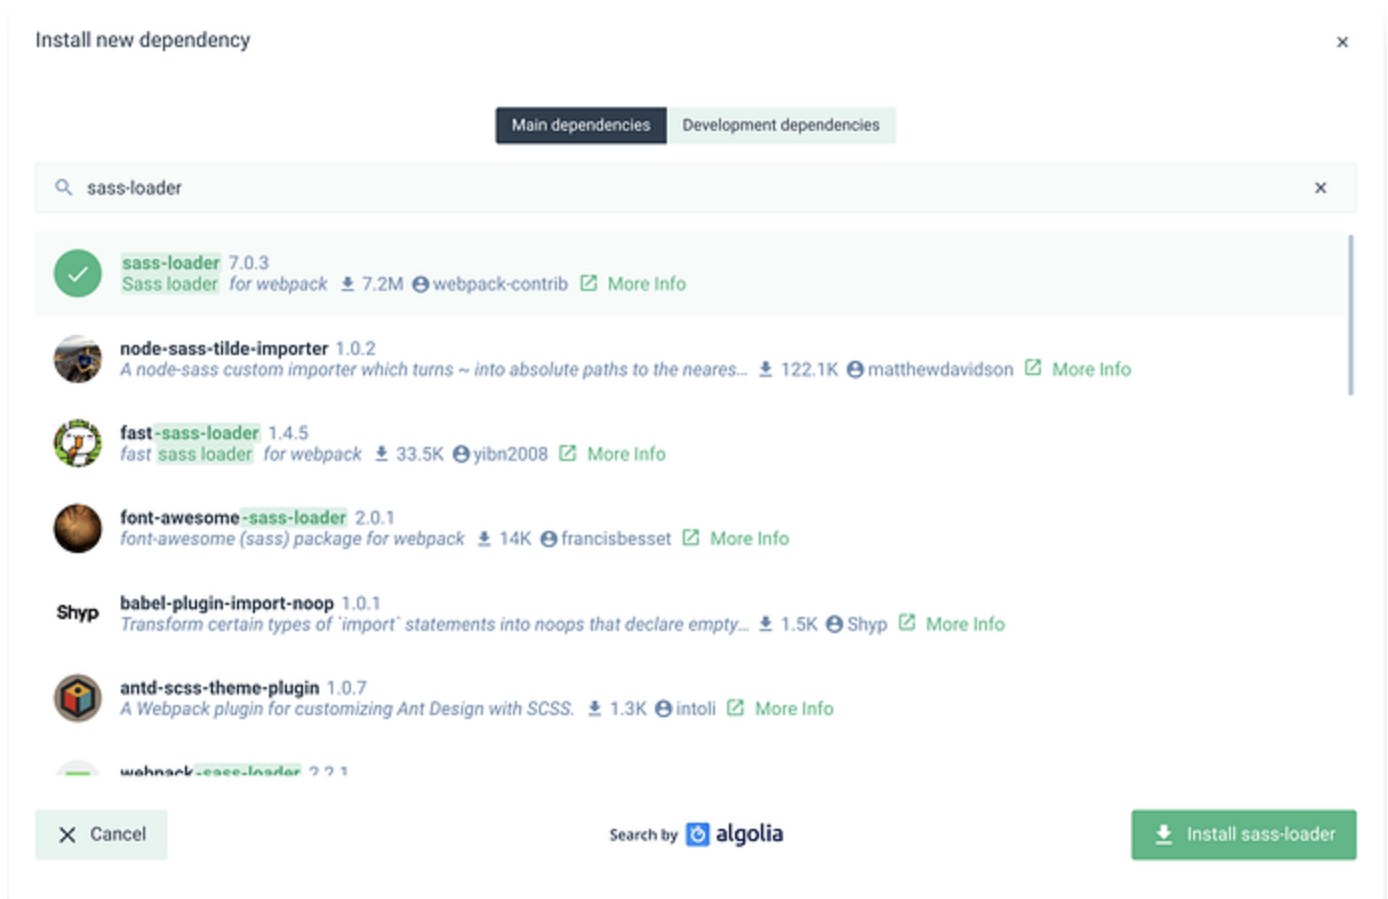 Install new dependency
Main dependencies Development dependencies
sass-loader
sass-loader 7.0.3
Sass loader for webpack 7.2M webpack-contrib More Info
node-sass-tilde-importer 1.0.2
A node-sass custom importer which turns ~ into absolute paths to the neares... 122.1K matthewdavidson More Info
fast-sass-loader 1.4.5
fast sass loader for webpack 33.5K yibn2008 More Info
font-awesome-sass-loader 2.0.1
font-awesome (sass) package for webpack 14K francisbesset More Info
Shyp
babel-plugin-import-noop 1.0.1
Transform certain types of `import` statements into noops that declare empty... 1.5K Shyp More Info
antd-scss-theme-plugin 1.0.7
A Webpack plugin for customizing Ant Design with SCSS. 1.3K intoli More Info
webpack-sass-loader 2.2.1
Cancel
Search by algolia
Install sass-loader